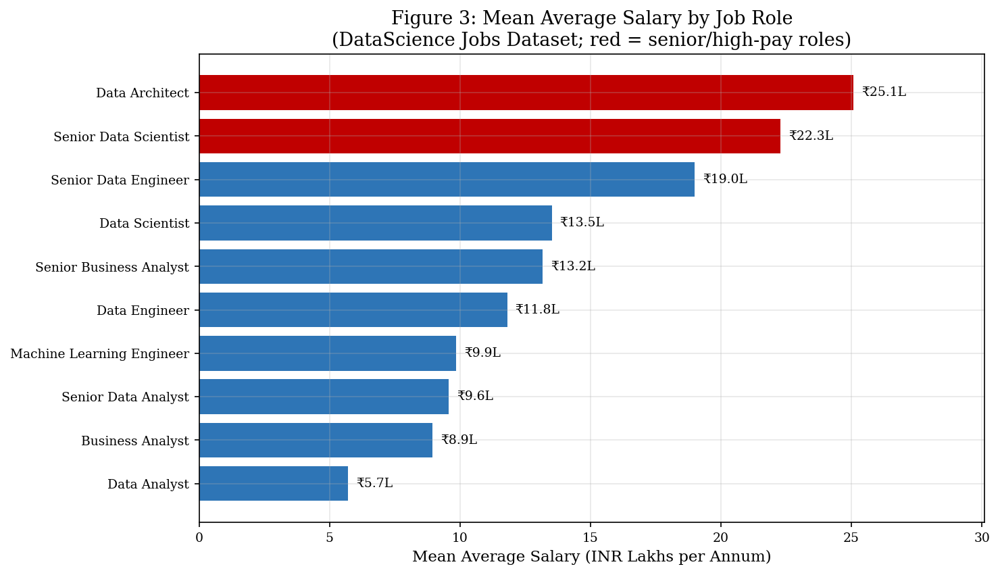 Figure 3: Mean Average Salary by Job Role
(DataScience Jobs Dataset; red = senior/high-pay roles)
Data Architect ₹25.1L
Senior Data Scientist ₹22.3L
Senior Data Engineer ₹19.0L
Data Scientist ₹13.5L
Senior Business Analyst ₹13.2L
Data Engineer ₹11.8L
Machine Learning Engineer ₹9.9L
Senior Data Analyst ₹9.6L
Business Analyst ₹8.9L
Data Analyst ₹5.7L
0 5 10 15 20 25 30
Mean Average Salary (INR Lakhs per Annum)